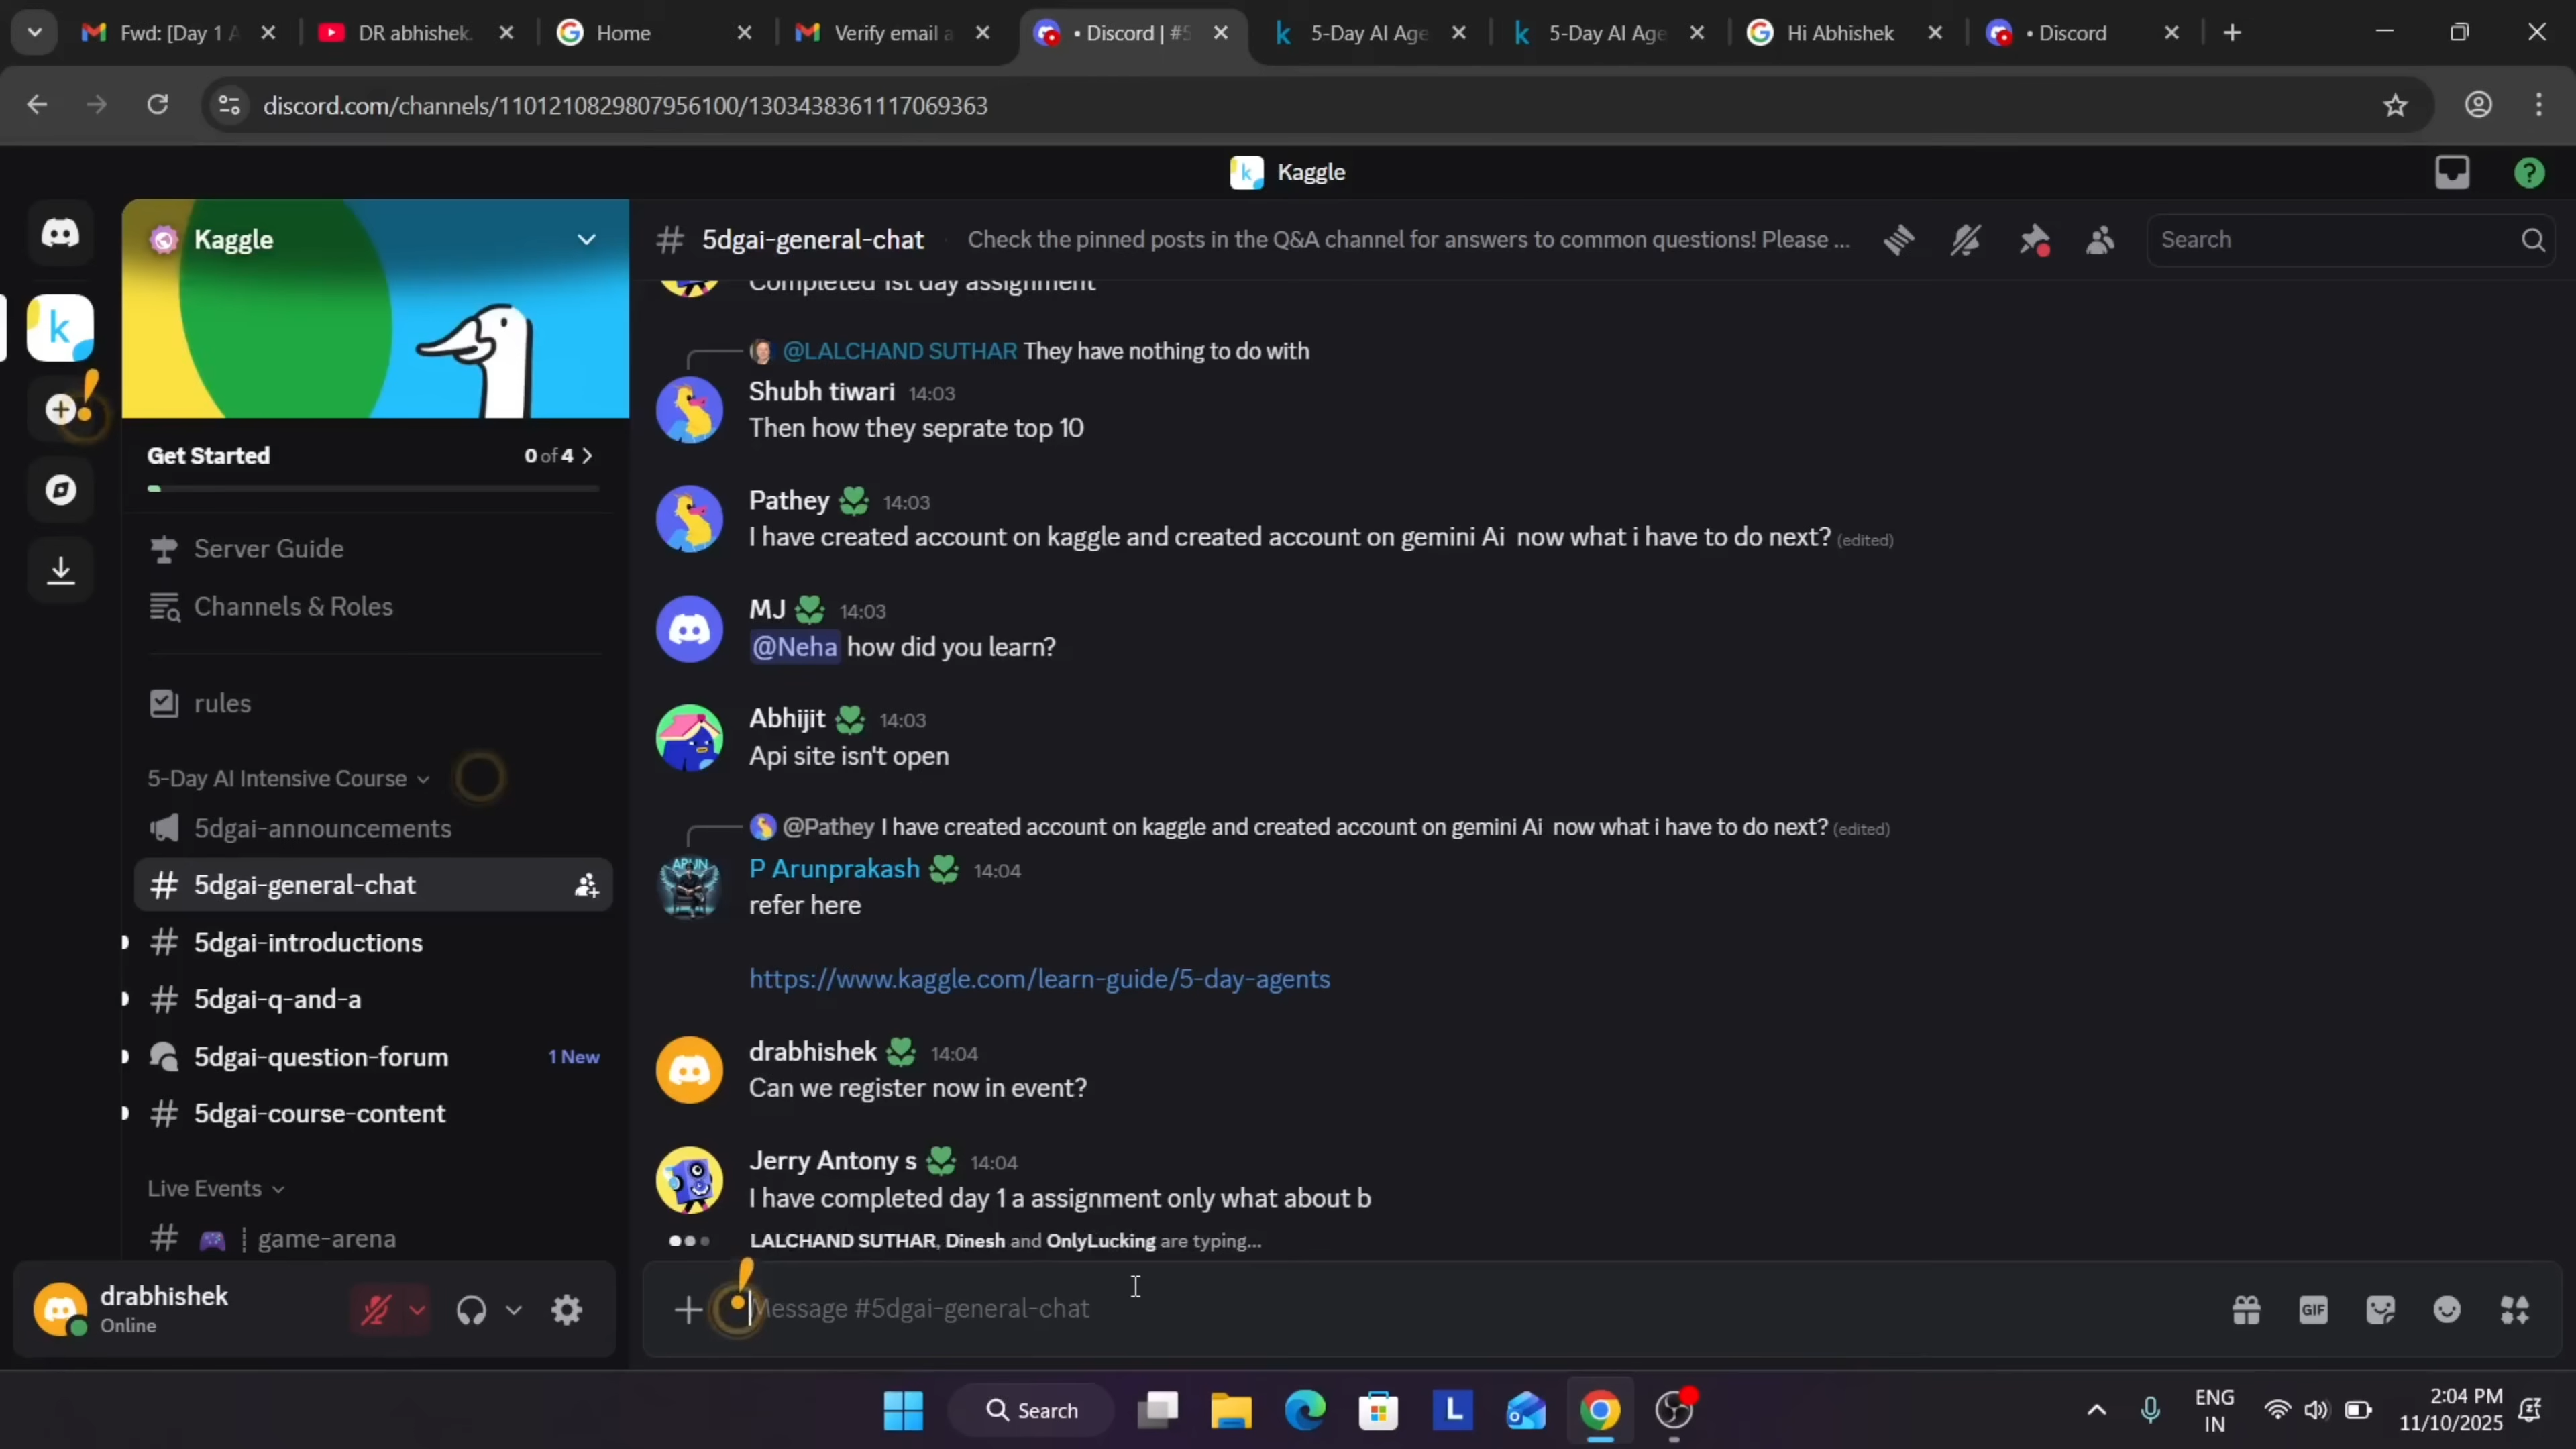 Fwd: [Day 1 A
DR abhishek.
Home
Verify email a
• Discord | #5
5-Day AI Age
5-Day AI Age
Hi Abhishek
• Discord
discord.com/channels/1101210829807956100/1303438361117069363
Kaggle
Kaggle
# 5dgai-general-chat
Check the pinned posts in the Q&A channel for answers to common questions! Please ...
Search
Completed 1st day assignment
@LALCHAND SUTHAR They have nothing to do with
Shubh tiwari 14:03
Then how they seprate top 10
Get Started 0 of 4 >
Pathey 14:03
I have created account on kaggle and created account on gemini Ai now what i have to do next? (edited)
Server Guide
Channels & Roles
MJ 14:03
@Neha how did you learn?
rules
Abhijit 14:03
Api site isn't open
5-Day AI Intensive Course
5dgai-announcements
# 5dgai-general-chat
# 5dgai-introductions
# 5dgai-q-and-a
5dgai-question-forum 1 New
# 5dgai-course-content
Live Events
# game-arena
@Pathey I have created account on kaggle and created account on gemini Ai now what i have to do next? (edited)
APUN
P Arunprakash 14:04
refer here
https://www.kaggle.com/learn-guide/5-day-agents
drabhishek 14:04
Can we register now in event?
Jerry Antony s 14:04
I have completed day 1 a assignment only what about b
LALCHAND SUTHAR, Dinesh and OnlyLucking are typing...
drabhishek
Online
Message #5dgai-general-chat
GIF
Search
L
ENG
IN
2:04 PM
11/10/2025